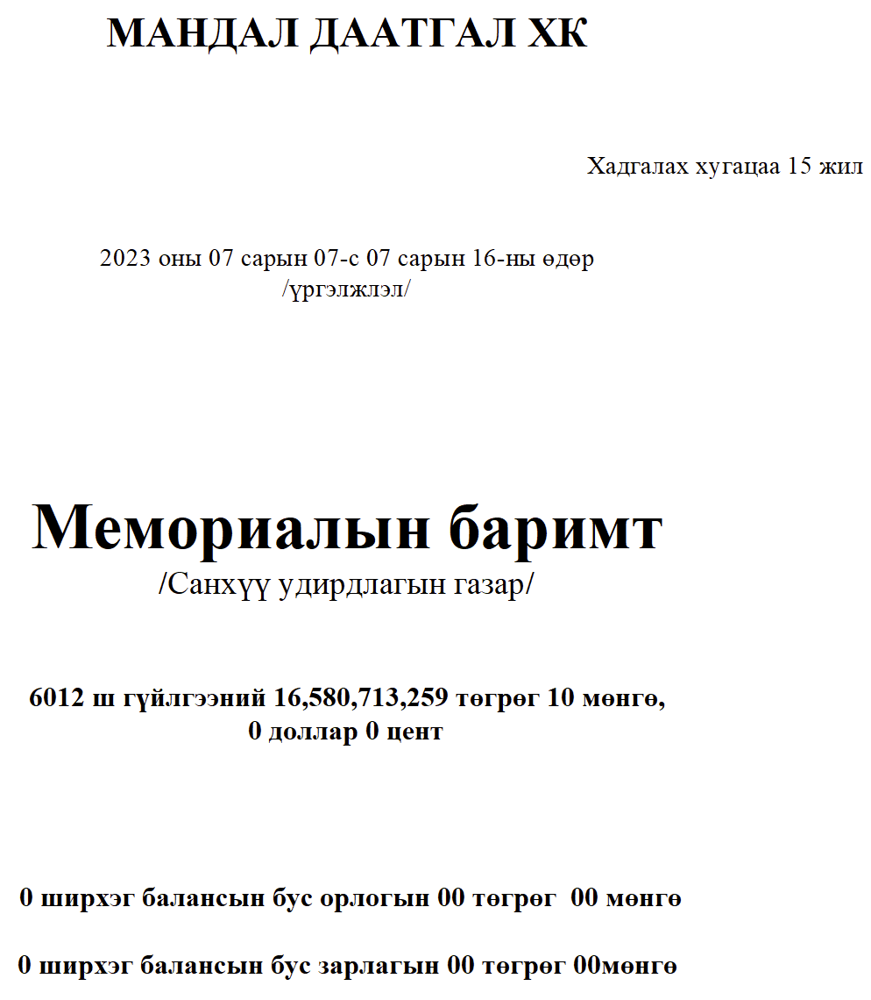 МАНДАЛ ДААТГАЛ ХК
Хадгалах хугацаа 15 жил
2023 оны 07 сарын 07-с 07 сарын 16-ны өдөр
/үргэлжлэл/
Мемориалын баримт
/Санхүү удирдлагын газар/
6012 ш гүйлгээний 16,580,713,259 төгрөг 10 мөнгө,
0 доллар 0 цент
0 ширхэг балансын бус орлогын 00 төгрөг  00 мөнгө
0 ширхэг балансын бус зарлагын 00 төгрөг 00мөнгө